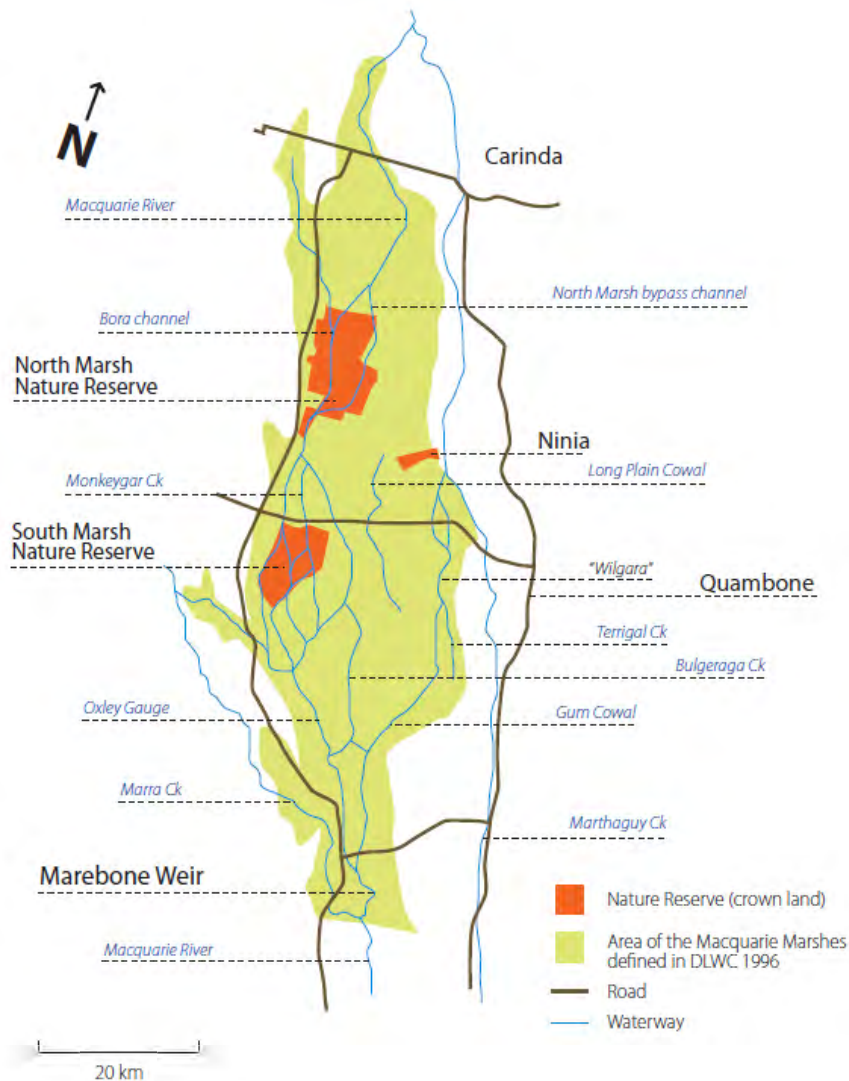 N
Carinda
Macquarie River
North Marsh bypass channel
Bora channel
North Marsh
Nature Reserve
Ninia
Long Plain Cowal
Monkeygar Ck
South Marsh
Nature Reserve
"Wilgara"
Quambone
Terrigal Ck
Bulgeraga Ck
Oxley Gauge
Gum Cowal
Marra Ck
Marthaguy Ck
Marebone Weir
Nature Reserve (crown land)
Macquarie River
Area of the Macquarie Marshes
defined in DLWC 1996
Road
Waterway
20 km